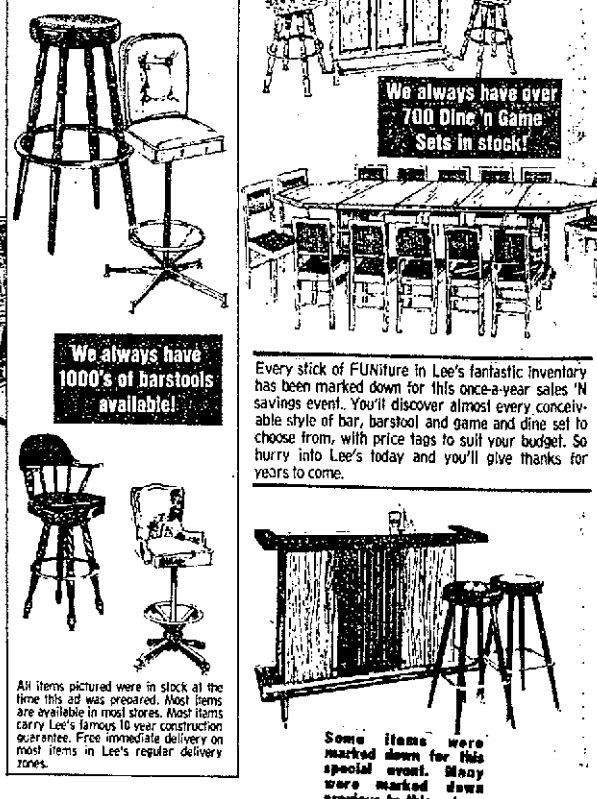 We always have over
700 Dine 'n Game
Sets in stock!
We always have
1000's of barstools
available!
Every stick of FUNiture in Lee's fantastic inventory
has been marked down for this once-a-year sales 'N
savings event. You'll discover almost every conceiv-
able style of bar, barstool and game and dine set to
choose from, with price tags to suit your budget. So
hurry into Lee's today and you'll give thanks for
years to come.
All items pictured were in stock at the
time this ad was prepared. Most items
are available in most stores. Most items
carry Lee's famous 10 year construction
guarantee. Free immediate delivery on
most items in Lee's regular delivery
zones.
Some items were
marked down for this
special event. Many
were marked down
previous to this